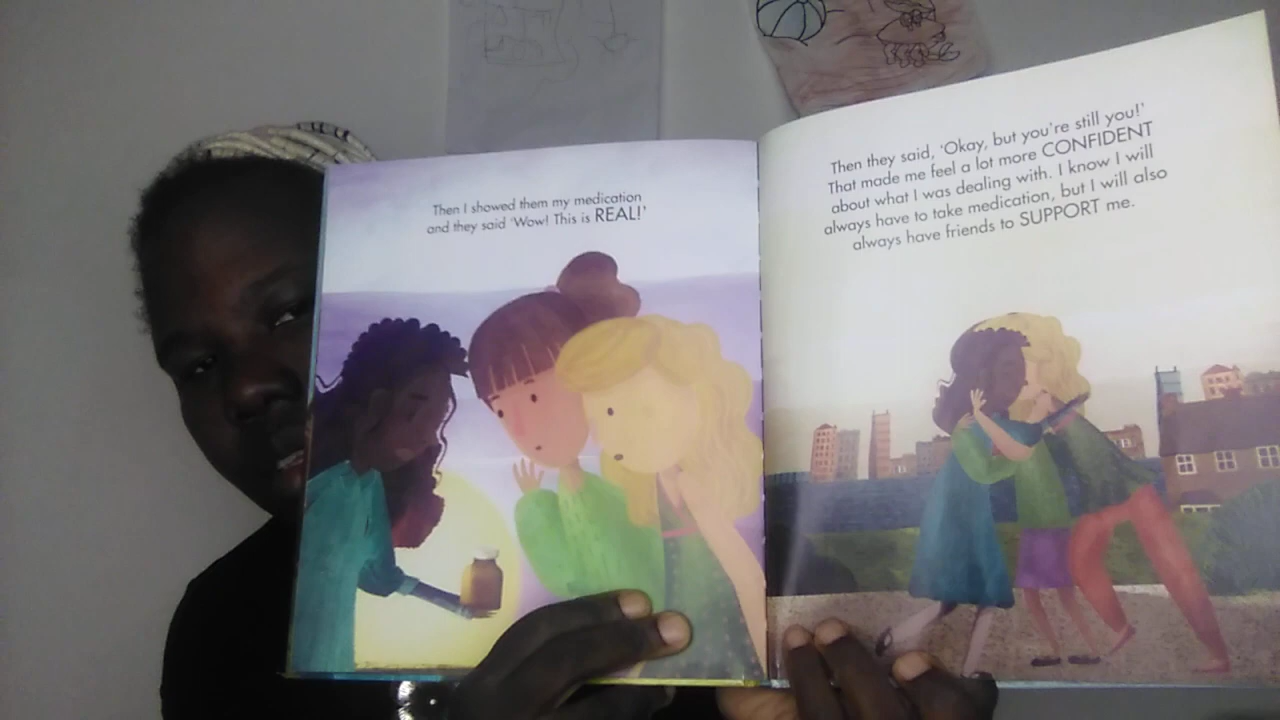 Then I showed them my medication
and they said 'Wow! This is REAL!'
Then they said, 'Okay, but you're still you!'
That made me feel a lot more CONFIDENT
about what I was dealing with. I know I will
always have to take medication, but I will also
always have friends to SUPPORT me.